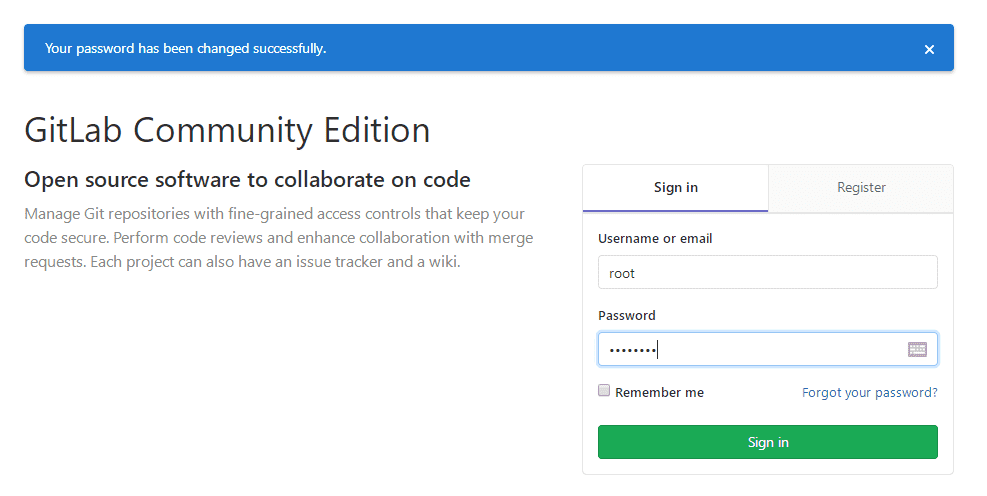 Your password has been changed successfully.
×
GitLab Community Edition
Open source software to collaborate on code
Manage Git repositories with fine-grained access controls that keep your
code secure. Perform code reviews and enhance collaboration with merge
requests. Each project can also have an issue tracker and a wiki.
Sign in Register
Username or email
root
Password
••••••••
Remember me Forgot your password?
Sign in